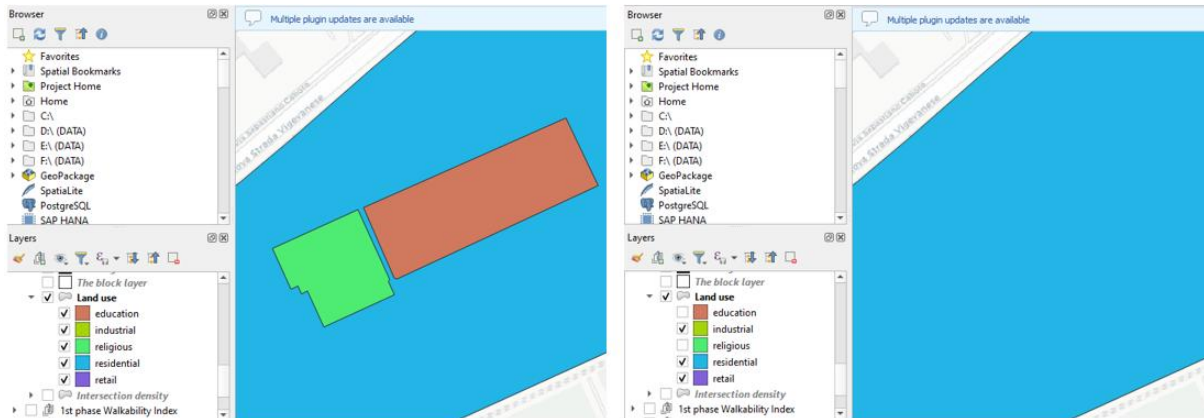 Browser
Multiple plugin updates are available
Favorites
Spatial Bookmarks
Project Home
Home
C:\
D:\ (DATA)
E:\ (DATA)
F:\ (DATA)
GeoPackage
SpatiaLite
PostgreSQL
SAP HANA
Layers
The block layer
Land use
education
industrial
religious
residential
retail
Intersection density
1st phase Walkability Index
ova Strada Vigevanese
Browser
Multiple plugin updates are available
Favorites
Spatial Bookmarks
Project Home
Home
C:\
D:\ (DATA)
E:\ (DATA)
F:\ (DATA)
GeoPackage
SpatiaLite
PostgreSQL
SAP HANA
Layers
The block layer
Land use
education
industrial
religious
residential
retail
Intersection density
1st phase Walkability Index
ova Strada Vigevanese